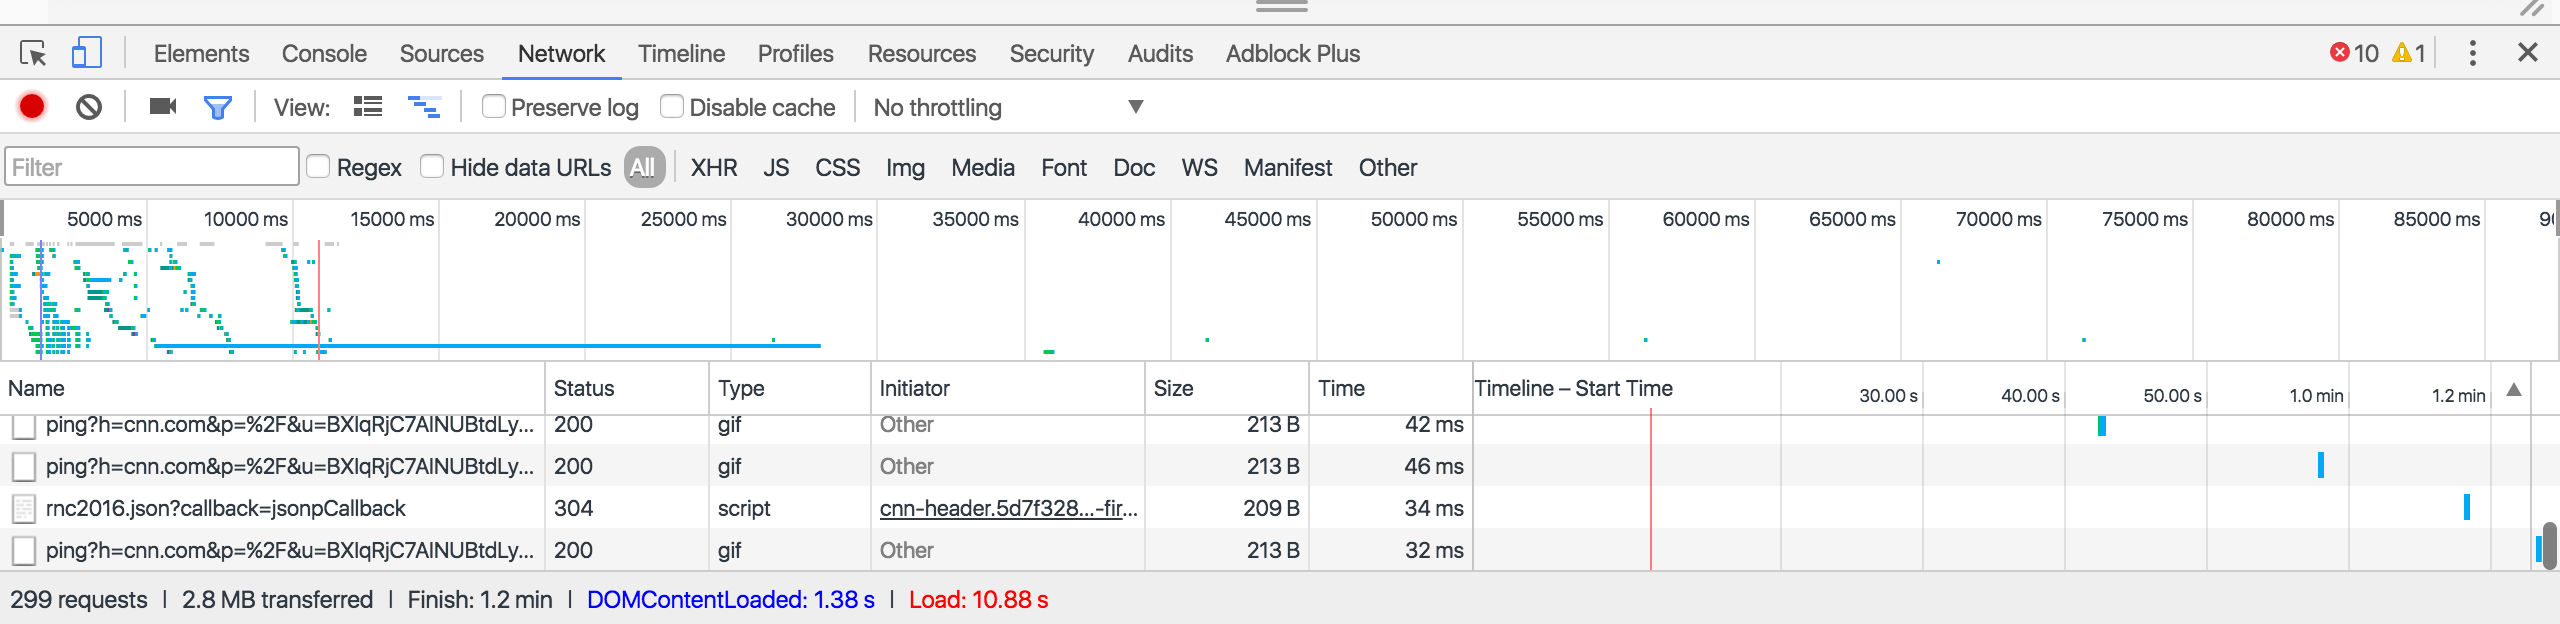 Elements Console Sources Network Timeline Profiles Resources Security Audits Adblock Plus 10 1
View: Preserve log Disable cache No throttling
Filter Regex Hide data URLs All XHR JS CSS Img Media Font Doc WS Manifest Other
5000 ms 10000 ms 15000 ms 20000 ms 25000 ms 30000 ms 35000 ms 40000 ms 45000 ms 50000 ms 55000 ms 60000 ms 65000 ms 70000 ms 75000 ms 80000 ms 85000 ms
Name Status Type Initiator Size Time Timeline – Start Time 30.00 s 40.00 s 50.00 s 1.0 min 1.2 min
ping?h=cnn.com&p=%2F&u=BXlqRjC7AlNUBtdLy... 200 gif Other 213 B 42 ms
ping?h=cnn.com&p=%2F&u=BXlqRjC7AlNUBtdLy... 200 gif Other 213 B 46 ms
rnc2016.json?callback=jsonpCallback 304 script cnn-header.5d7f328...-fir... 209 B 34 ms
ping?h=cnn.com&p=%2F&u=BXlqRjC7AlNUBtdLy... 200 gif Other 213 B 32 ms
299 requests | 2.8 MB transferred | Finish: 1.2 min | DOMContentLoaded: 1.38 s | Load: 10.88 s